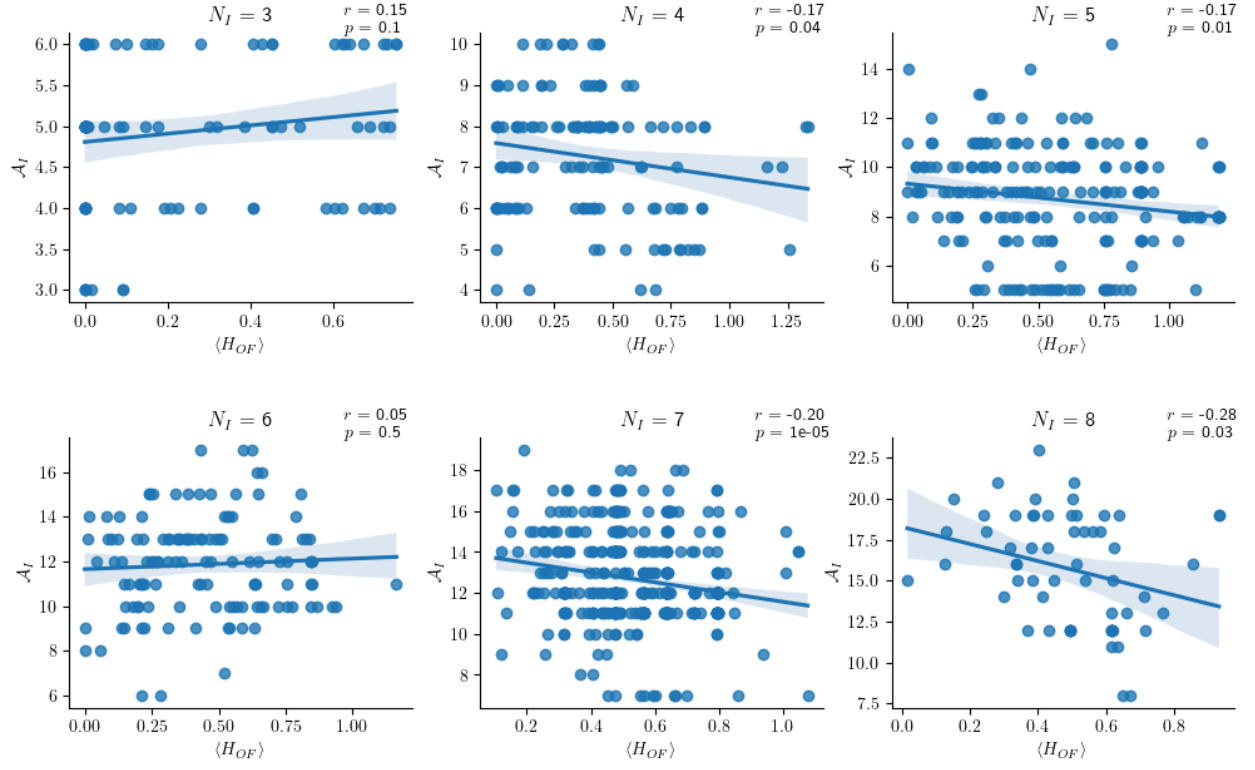 N_I = 3
r = 0.15
p = 0.1
6.0
5.5
5.0
4.5
4.0
3.5
3.0
A_I
0.0 0.2 0.4 0.6
⟨H_OF⟩
N_I = 4
r = -0.17
p = 0.04
10
9
8
7
6
5
4
A_I
0.00 0.25 0.50 0.75 1.00 1.25
⟨H_OF⟩
N_I = 5
r = -0.17
p = 0.01
14
12
10
8
6
A_I
0.00 0.25 0.50 0.75 1.00
⟨H_OF⟩
N_I = 6
r = 0.05
p = 0.5
16
14
12
10
8
6
A_I
0.00 0.25 0.50 0.75 1.00
⟨H_OF⟩
N_I = 7
r = -0.20
p = 1e-05
18
16
14
12
10
8
A_I
0.2 0.4 0.6 0.8 1.0
⟨H_OF⟩
N_I = 8
r = -0.28
p = 0.03
22.5
20.0
17.5
15.0
12.5
10.0
7.5
A_I
0.0 0.2 0.4 0.6 0.8
⟨H_OF⟩